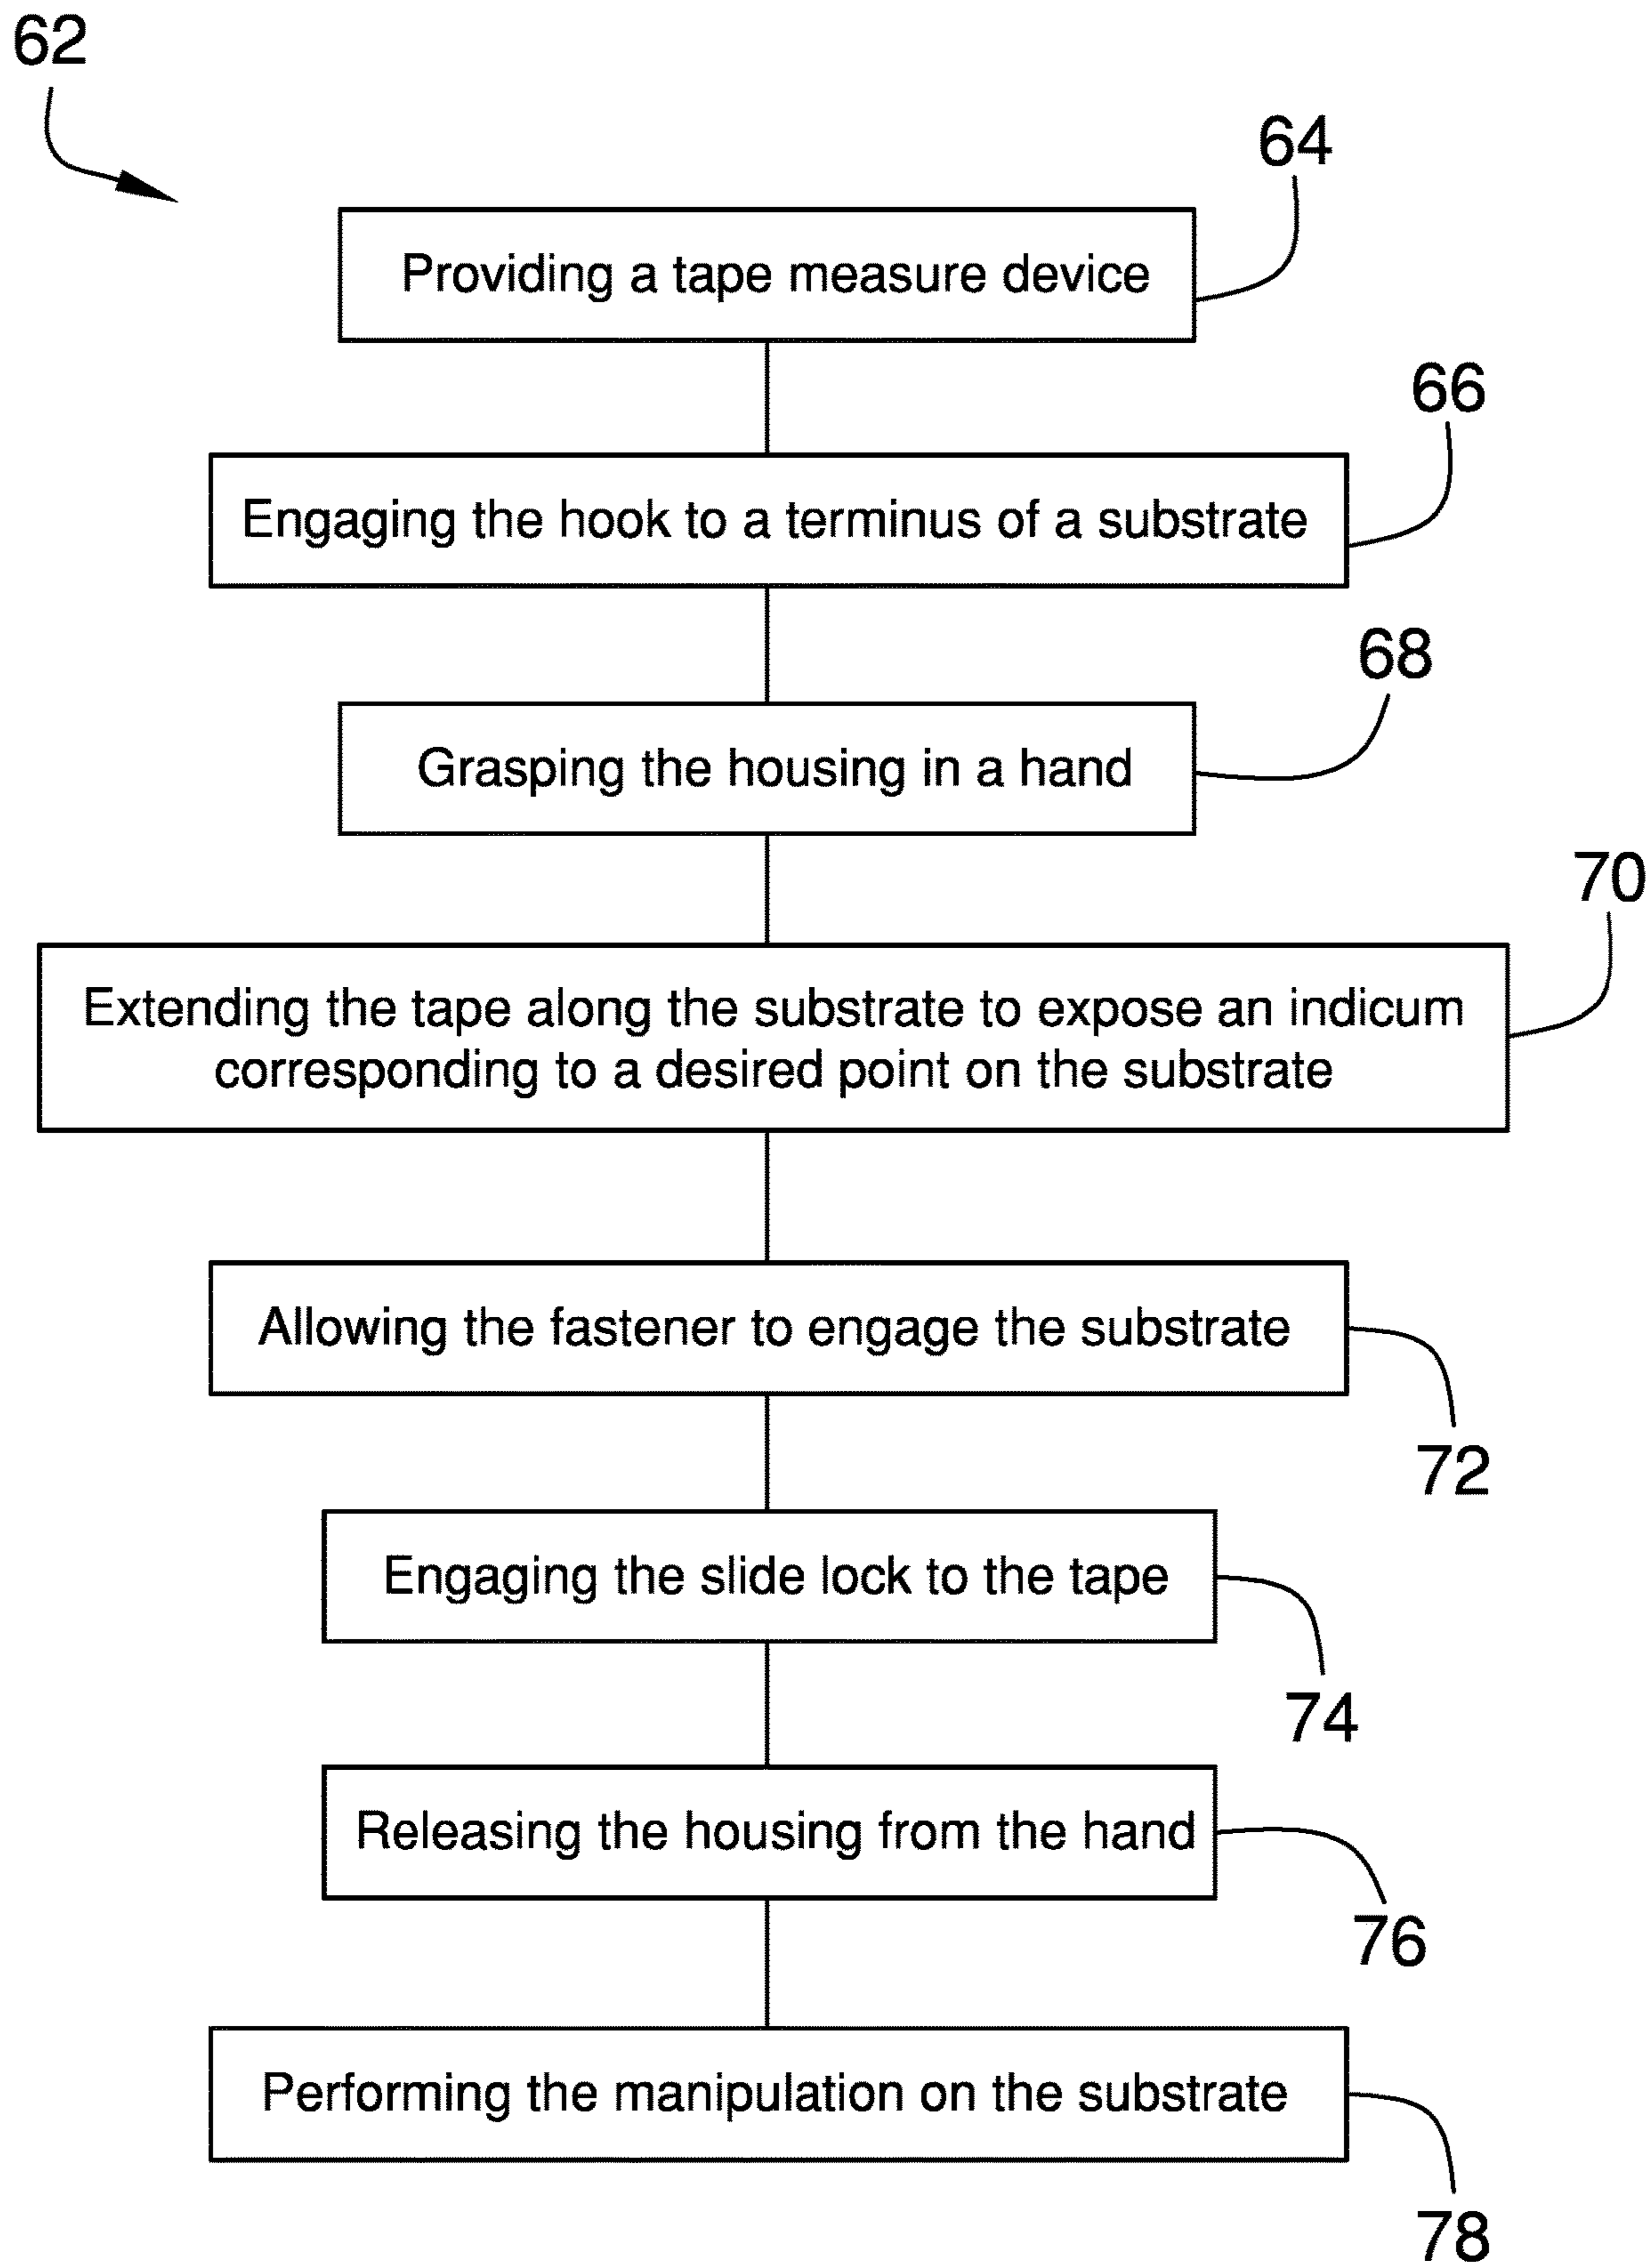 62
64
Providing a tape measure device
66
Engaging the hook to a terminus of a substrate
68
Grasping the housing in a hand
70
Extending the tape along the substrate to expose an indicum
corresponding to a desired point on the substrate
Allowing the fastener to engage the substrate
72
Engaging the slide lock to the tape
74
Releasing the housing from the hand
76
Performing the manipulation on the substrate
78